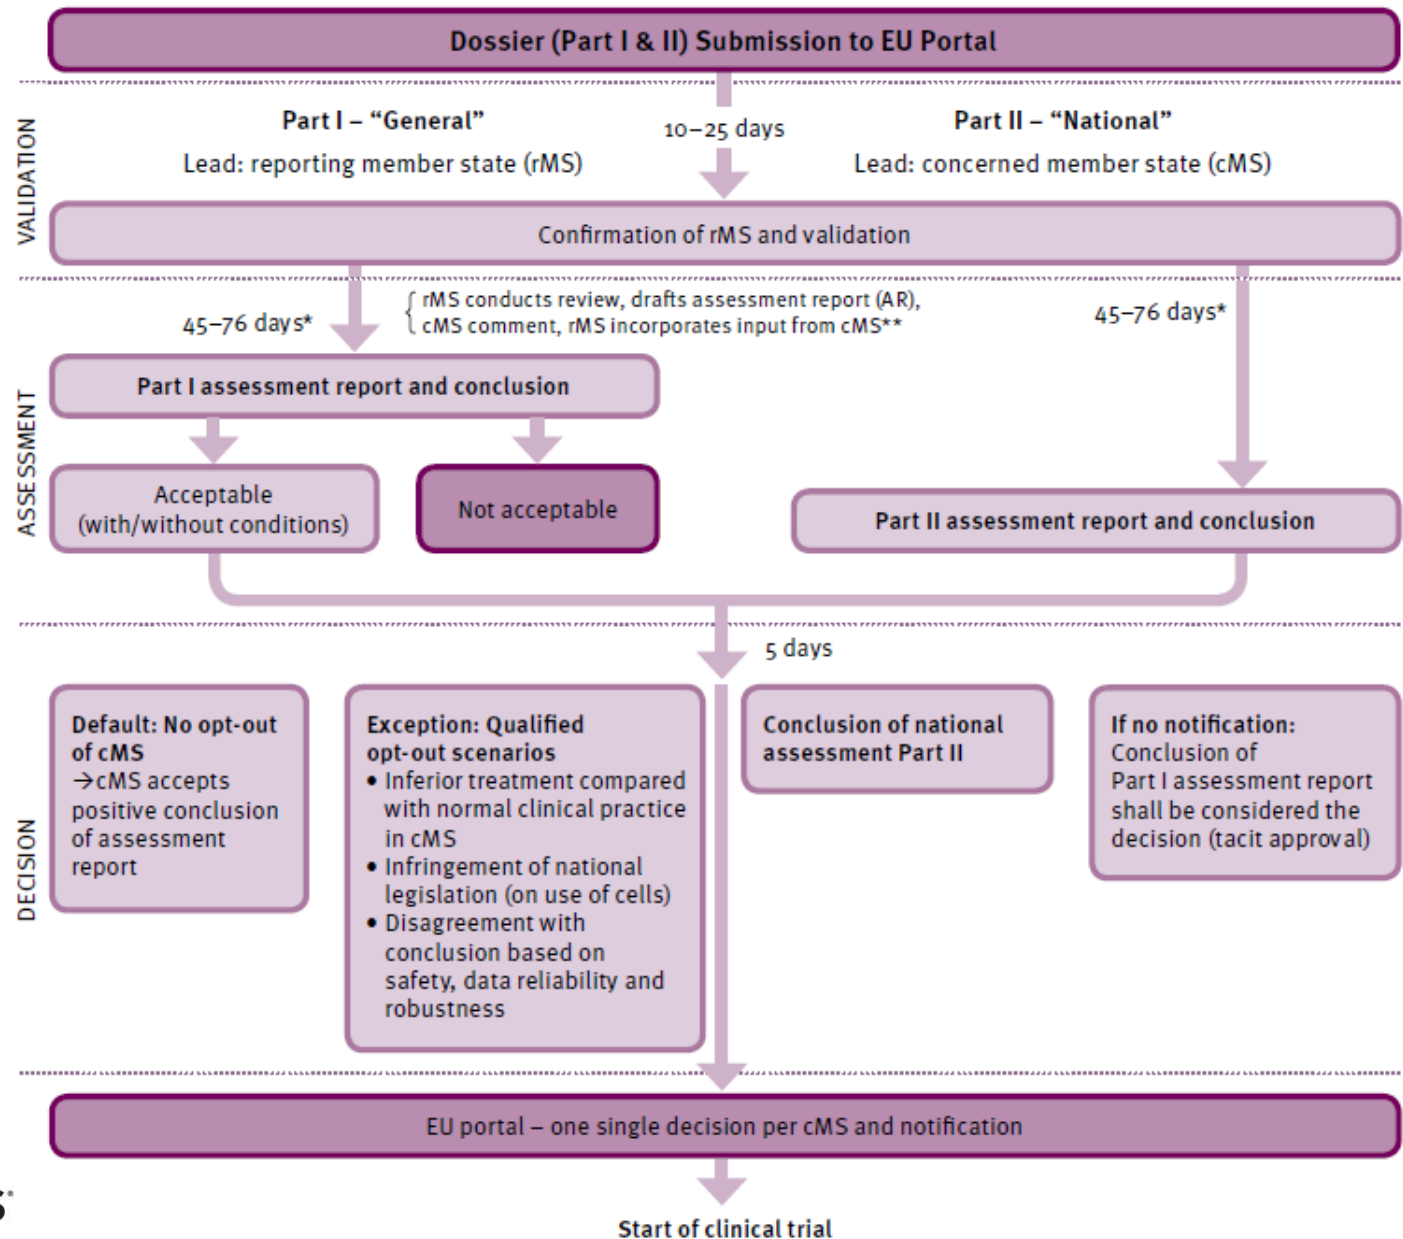 Dossier (Part I & II) Submission to EU Portal
VALIDATION
Part I – “General”
Lead: reporting member state (rMS)
10–25 days
Part II – “National”
Lead: concerned member state (cMS)
Confirmation of rMS and validation
ASSESSMENT
45–76 days*
rMS conducts review, drafts assessment report (AR),
cMS comment, rMS incorporates input from cMS**
45–76 days*
Part I assessment report and conclusion
Acceptable
(with/without conditions)
Not acceptable
Part II assessment report and conclusion
5 days
DECISION
Default: No opt-out
of cMS
→cMS accepts
positive conclusion
of assessment
report
Exception: Qualified
opt-out scenarios
• Inferior treatment compared
with normal clinical practice
in cMS
• Infringement of national
legislation (on use of cells)
• Disagreement with
conclusion based on
safety, data reliability and
robustness
Conclusion of national
assessment Part II
If no notification:
Conclusion of
Part I assessment report
shall be considered the
decision (tacit approval)
EU portal – one single decision per cMS and notification
Start of clinical trial